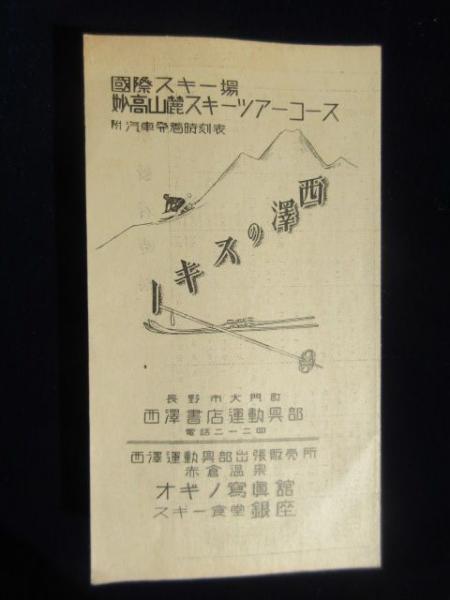 國際スキー場
妙高山麓スキーツアーコース
附 汽車発着時刻表
西澤のスキー
長野市大門町
西澤書店運動具部
電話二一二四
西澤運動具部出張販売所
赤倉温泉
オギノ寫眞舘
スキー食堂 銀座